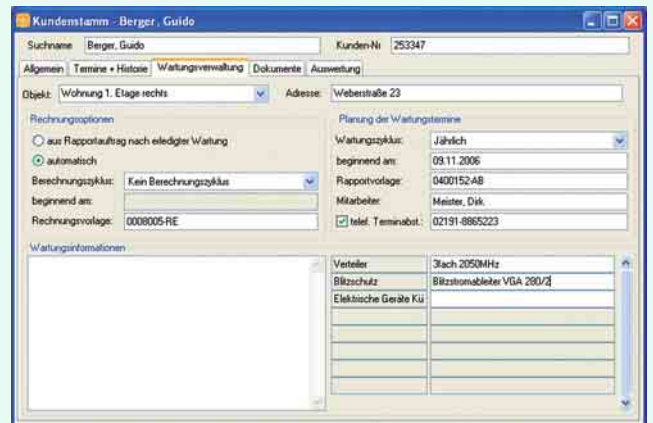 Kundenstamm - Berger, Guido
Suchname Berger, Guido Kunden-Nr 253347
Allgemein Termine + Historie Wartungsverwaltung Dokumente Auswertung
Objekt: Wohnung 1. Etage rechts Adresse: Weberstraße 23
Rechnungsoptionen Planung der Wartungstermine
aus Rapportauftrag nach erledigter Wartung Wartungszyklus: Jährlich
automatisch beginnend am: 09.11.2006
Berechnungszyklus: Kein Berechnungszyklus Rapportvorlage: 0400152-AB
beginnend am: Mitarbeiter: Meister, Dirk
Rechnungsvorlage: 0008005-RE telef. Terminabst.: 02191-8865223
Wartungsinformationen
Verteiler 3fach 2050MHz
Blitzschutz Blitzstromableiter VGA 280/2
Elektrische Geräte Kü